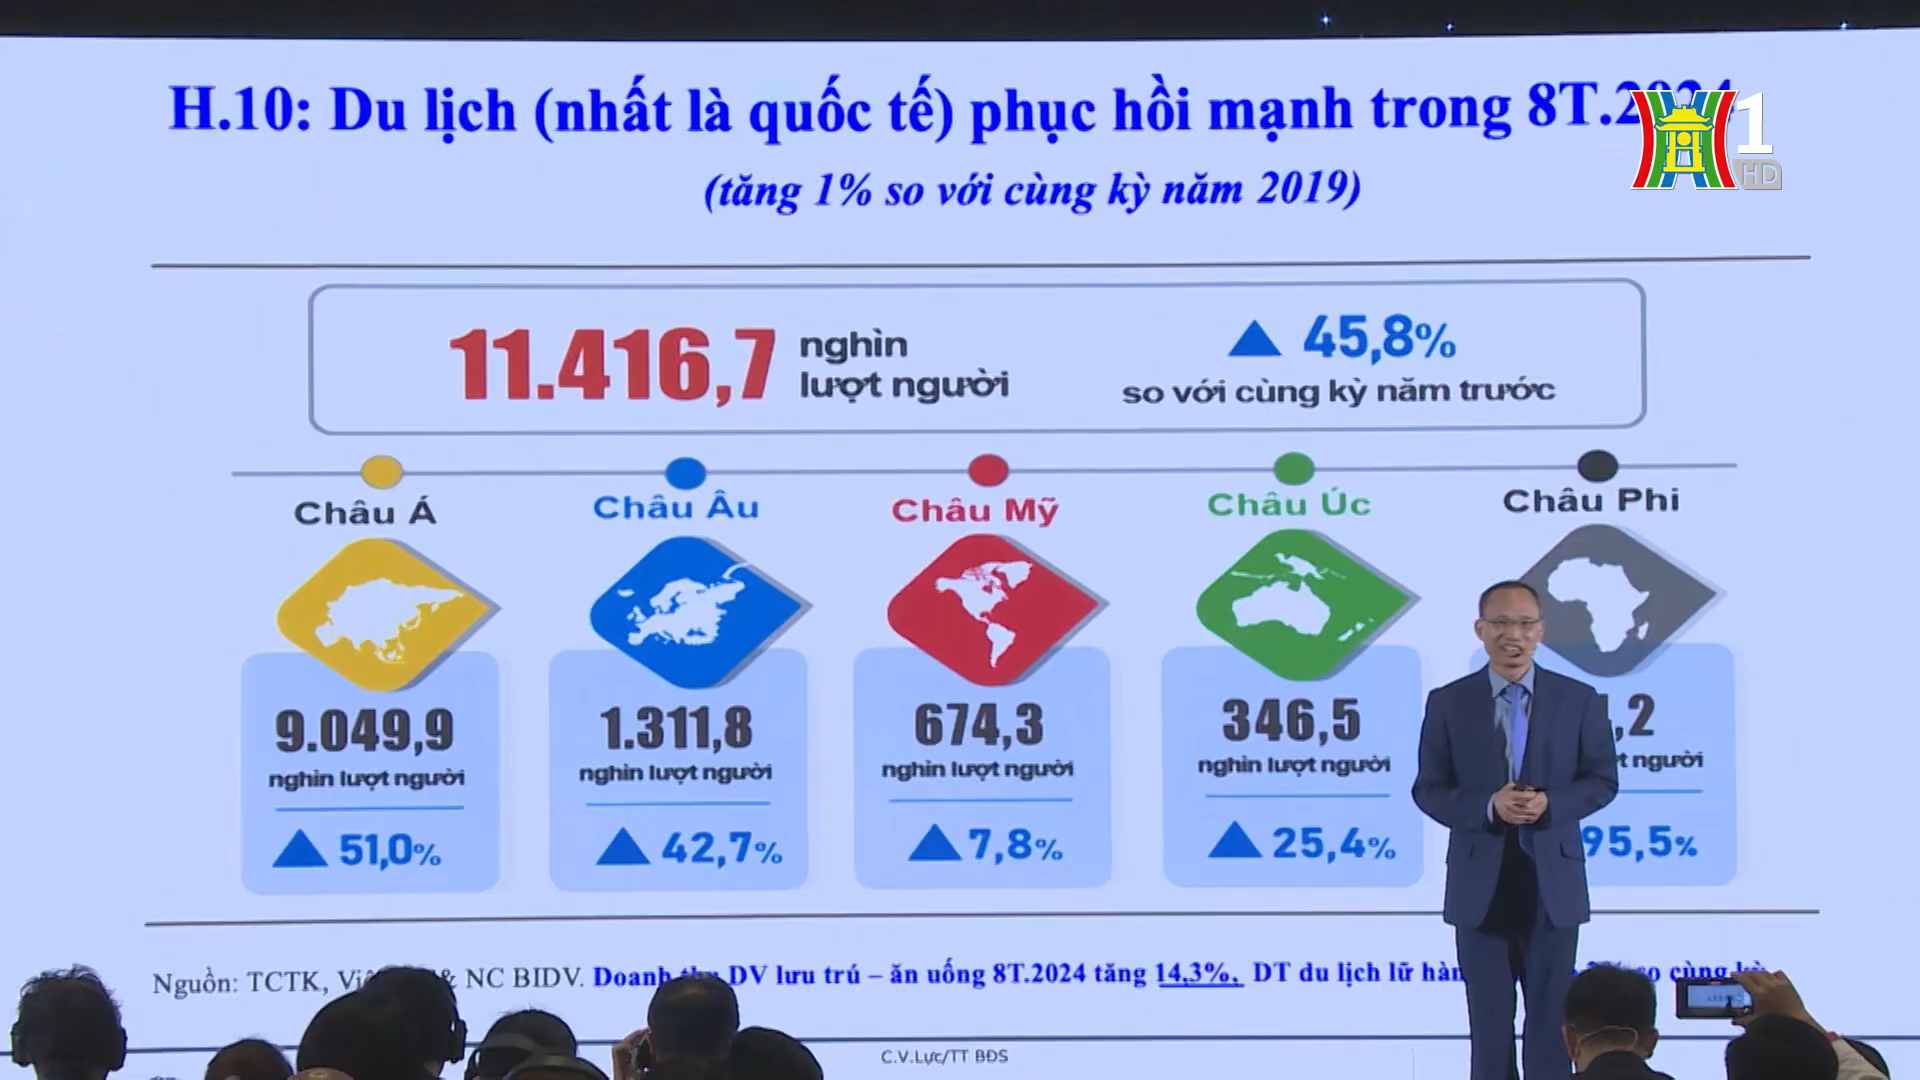 H.10: Du lịch (nhất là quốc tế) phục hồi mạnh trong
1
HD
(tăng 1% so với cùng kỳ năm 2019)
11.416,7 nghìn lượt người
45,8%
so với cùng kỳ năm trước
Châu Á Châu Âu Châu Mỹ Châu Úc Châu Phi
9.049,9 1.311,8 674,3 346,5 ,2
nghìn lượt người nghìn lượt người nghìn lượt người nghìn lượt người người
51,0% 42,7% 7,8% 25,4% 95,5%
Nguồn: TCTK, & NC BIDV. DV lưu trú – ăn uống 8T.2024 tăng 14,3%, DT du lịch lữ so cùng
C.V.Lực/TT BĐS